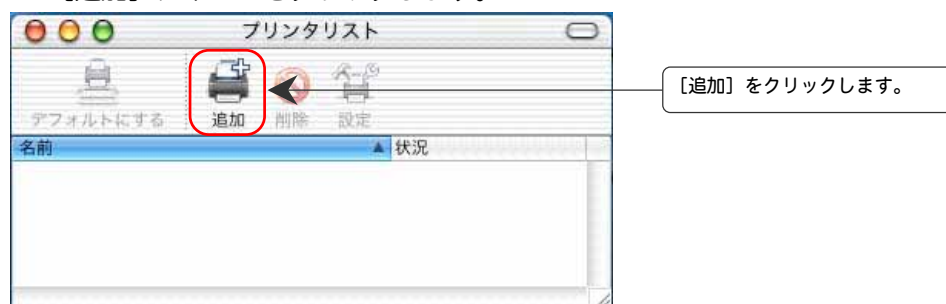 プリンタリスト
デフォルトにする 追加 削除 設定
［追加］をクリックします。
名前 状況